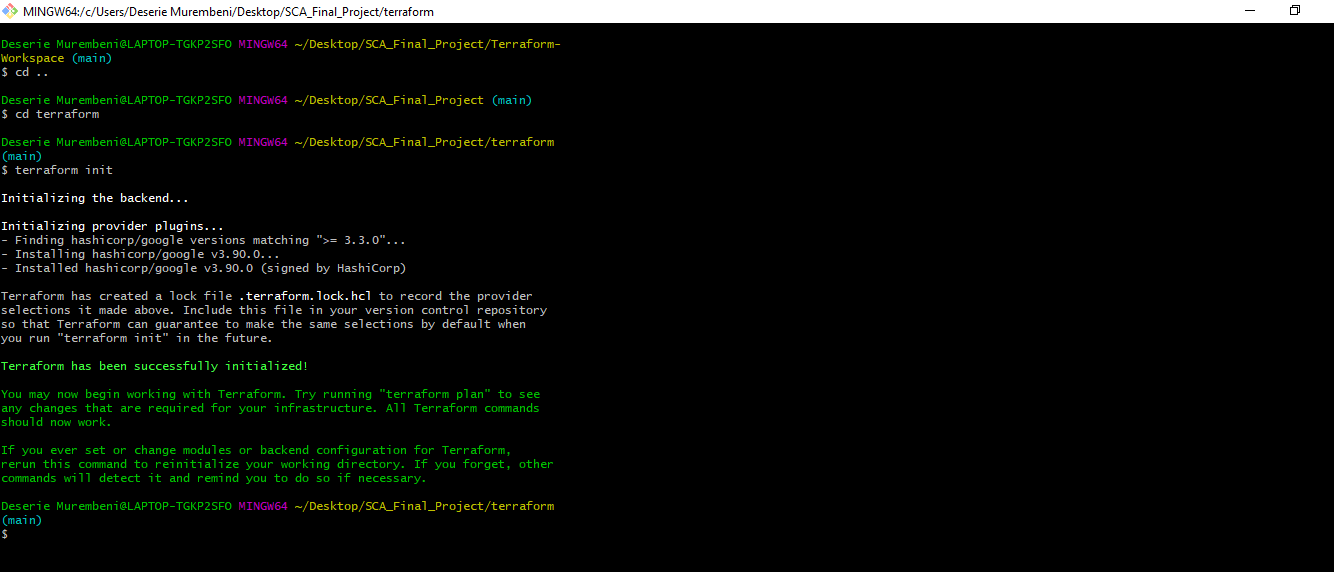 MINGW64:/c/Users/Deserie Murembeni/Desktop/SCA_Final_Project/terraform
Deserie Murembeni@LAPTOP-TGKP2SFO MINGW64 ~/Desktop/SCA_Final_Project/Terraform-
Workspace (main)
$ cd ..
Deserie Murembeni@LAPTOP-TGKP2SFO MINGW64 ~/Desktop/SCA_Final_Project (main)
$ cd terraform
Deserie Murembeni@LAPTOP-TGKP2SFO MINGW64 ~/Desktop/SCA_Final_Project/terraform
(main)
$ terraform init
Initializing the backend...
Initializing provider plugins...
- Finding hashicorp/google versions matching ">= 3.3.0"...
- Installing hashicorp/google v3.90.0...
- Installed hashicorp/google v3.90.0 (signed by HashiCorp)
Terraform has created a lock file .terraform.lock.hcl to record the provider
selections it made above. Include this file in your version control repository
so that Terraform can guarantee to make the same selections by default when
you run "terraform init" in the future.
Terraform has been successfully initialized!
You may now begin working with Terraform. Try running "terraform plan" to see
any changes that are required for your infrastructure. All Terraform commands
should now work.
If you ever set or change modules or backend configuration for Terraform,
rerun this command to reinitialize your working directory. If you forget, other
commands will detect it and remind you to do so if necessary.
Deserie Murembeni@LAPTOP-TGKP2SFO MINGW64 ~/Desktop/SCA_Final_Project/terraform
(main)
$